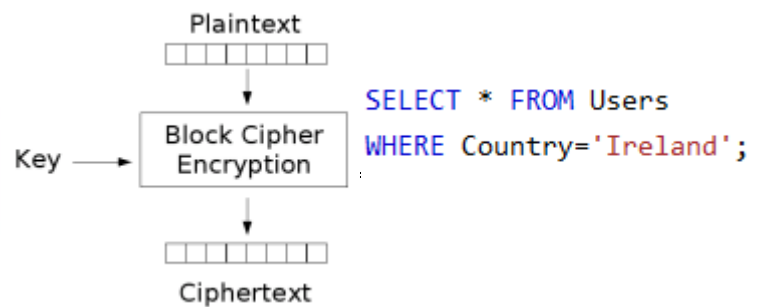 Plaintext
SELECT * FROM Users
WHERE Country='Ireland';
Block Cipher
Encryption
Key
Ciphertext